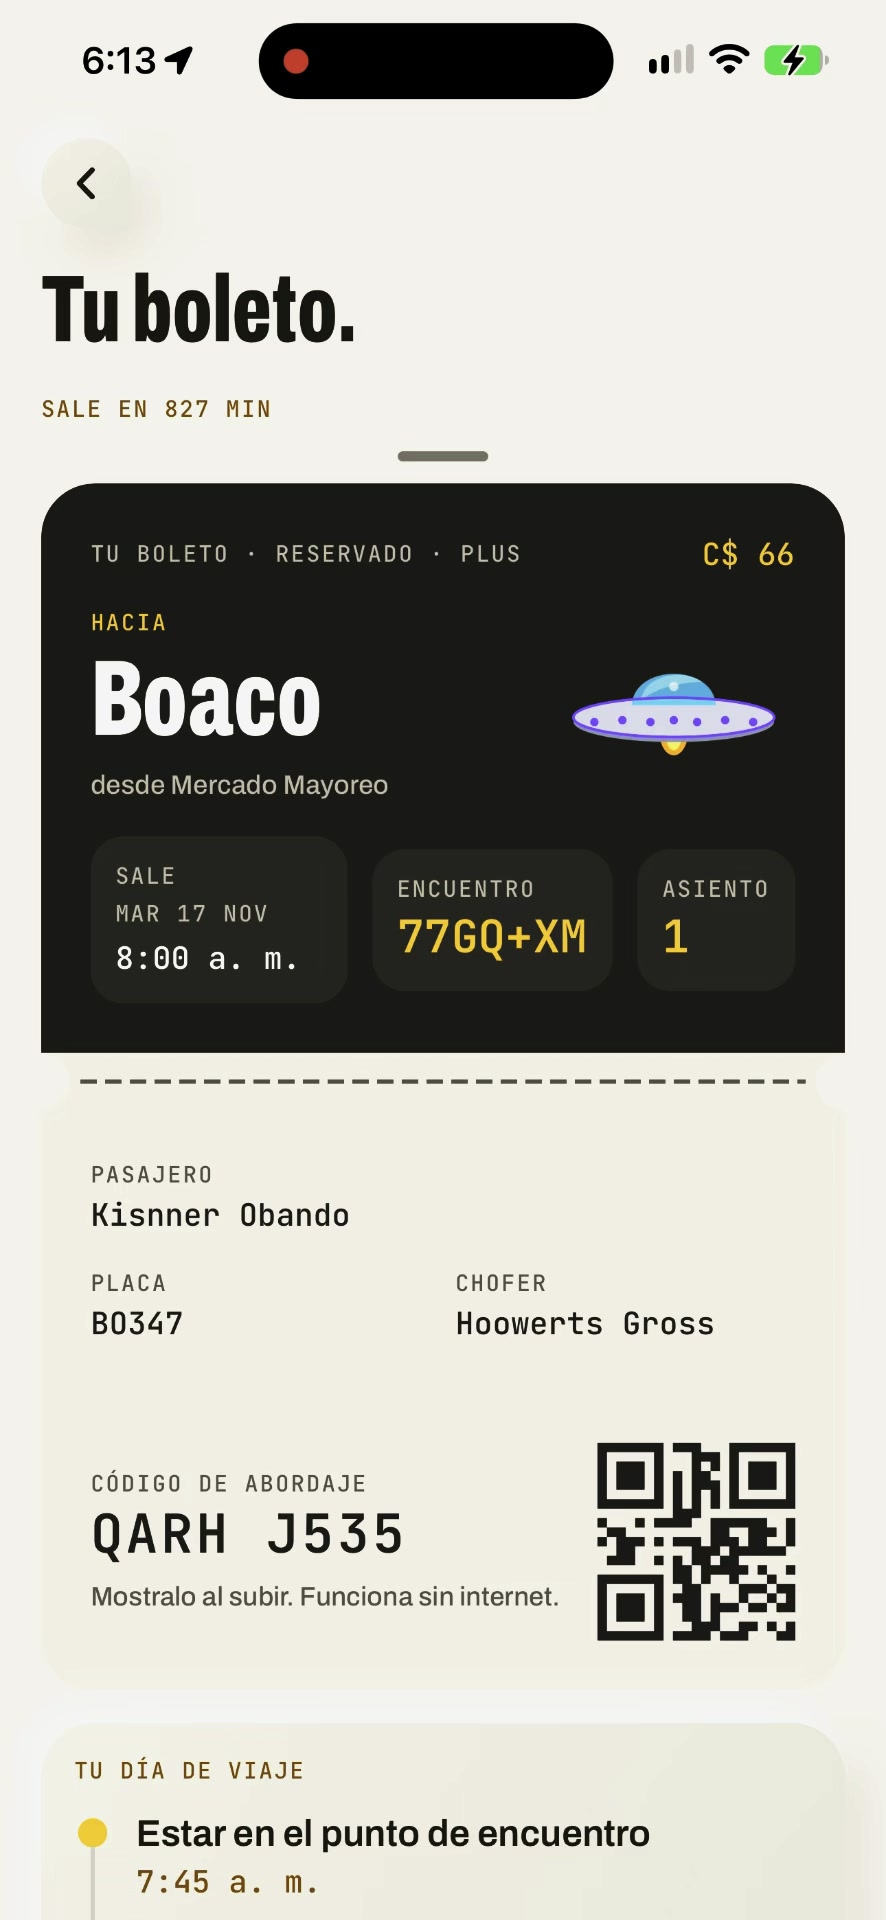 6:13
Tu boleto.
SALE EN 827 MIN
TU BOLETO · RESERVADO · PLUS
C$ 66
HACIA
Boaco
desde Mercado Mayoreo
SALE
MAR 17 NOV
8:00 a. m.
ENCUENTRO
77GQ+XM
ASIENTO
1
PASAJERO
Kisnner Obando
PLACA
BO347
CHOFER
Hoowerts Gross
CÓDIGO DE ABORDAJE
QARH J535
Mostralo al subir. Funciona sin internet.
TU DÍA DE VIAJE
Estar en el punto de encuentro
7:45 a. m.